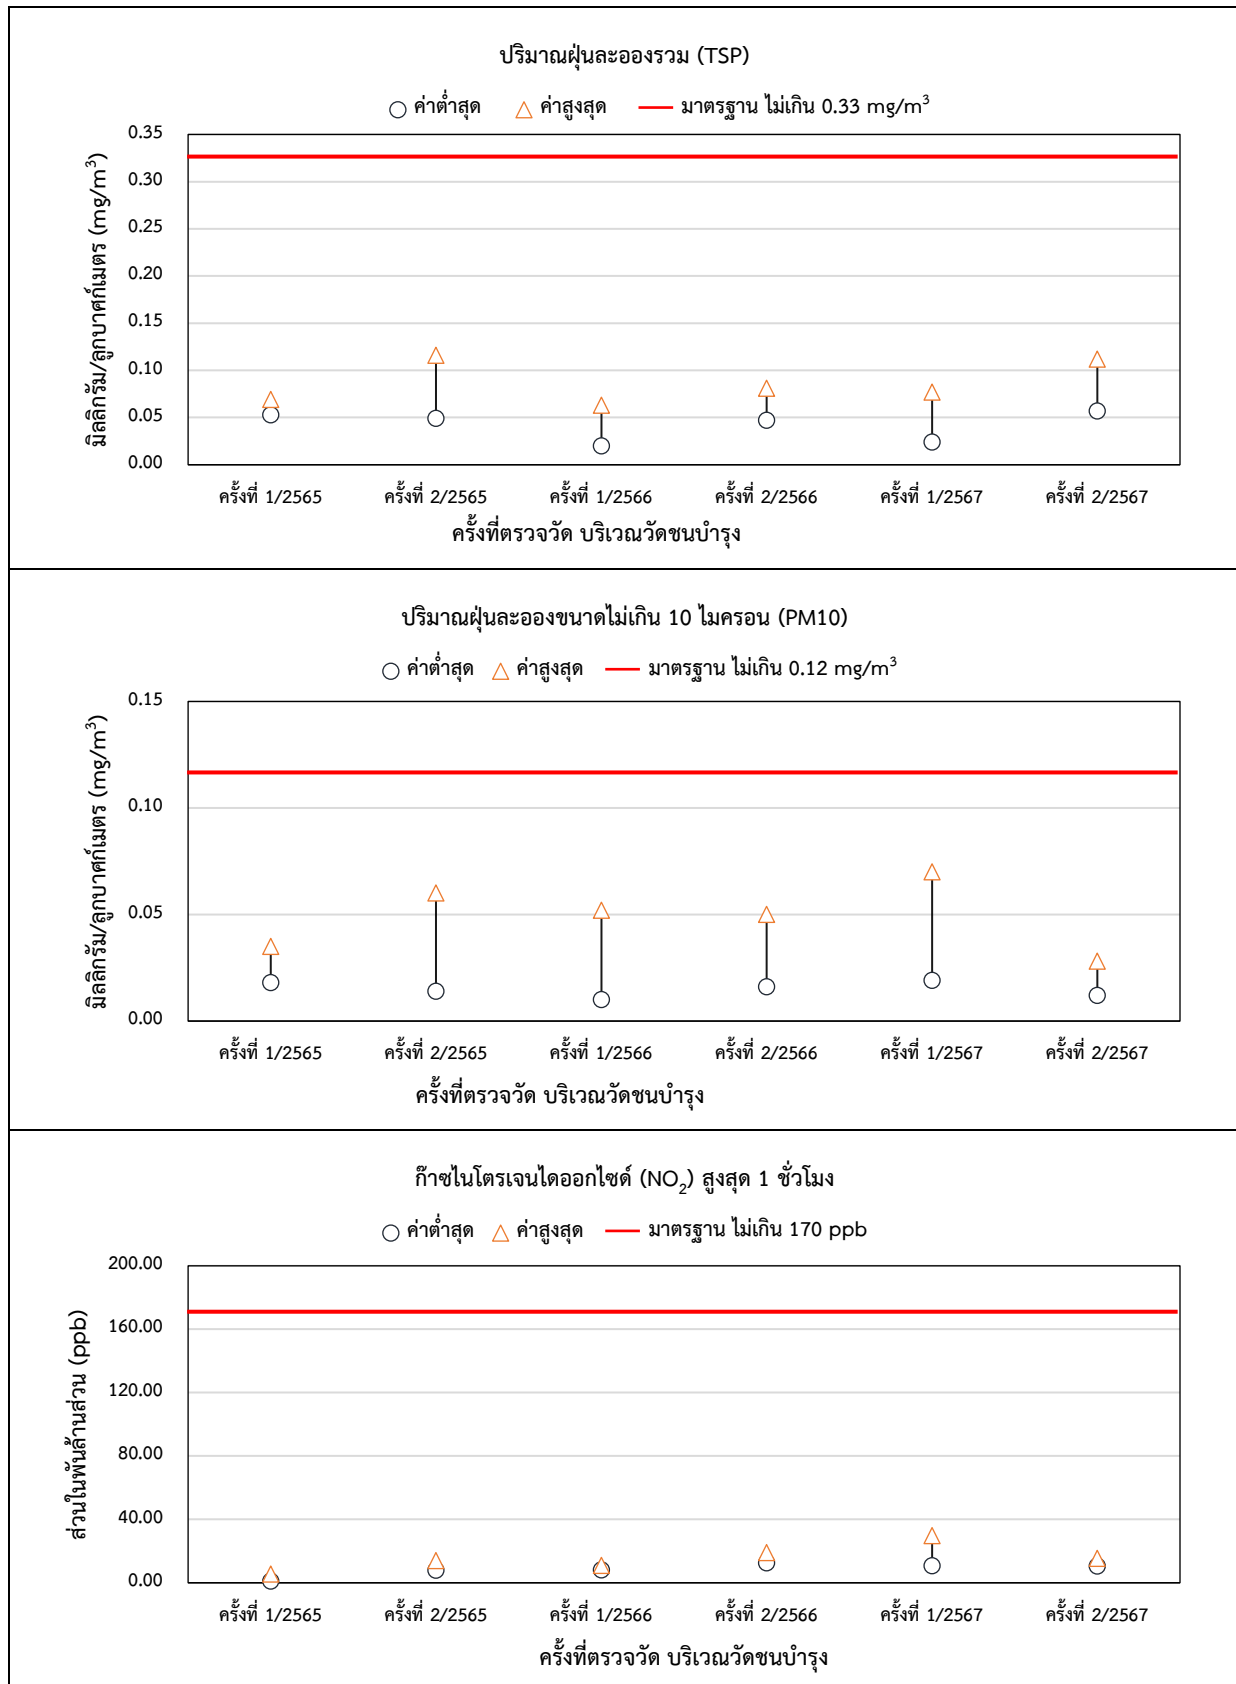 ปริมาณฝุ่นละอองรวม (TSP)
ค่าต่ำสุด ค่าสูงสุด มาตรฐาน ไม่เกิน 0.33 mg/m³
มิลลิกรัม/ลูกบาศก์เมตร (mg/m³)
0.35
0.30
0.25
0.20
0.15
0.10
0.05
0.00
ครั้งที่ 1/2565 ครั้งที่ 2/2565 ครั้งที่ 1/2566 ครั้งที่ 2/2566 ครั้งที่ 1/2567 ครั้งที่ 2/2567
ครั้งที่ตรวจวัด บริเวณวัดชนบำรุง
ปริมาณฝุ่นละอองขนาดไม่เกิน 10 ไมครอน (PM10)
ค่าต่ำสุด ค่าสูงสุด มาตรฐาน ไม่เกิน 0.12 mg/m³
มิลลิกรัม/ลูกบาศก์เมตร (mg/m³)
0.15
0.10
0.05
0.00
ครั้งที่ 1/2565 ครั้งที่ 2/2565 ครั้งที่ 1/2566 ครั้งที่ 2/2566 ครั้งที่ 1/2567 ครั้งที่ 2/2567
ครั้งที่ตรวจวัด บริเวณวัดชนบำรุง
ก๊าซไนโตรเจนไดออกไซด์ (NO₂) สูงสุด 1 ชั่วโมง
ค่าต่ำสุด ค่าสูงสุด มาตรฐาน ไม่เกิน 170 ppb
ส่วนในพันล้านส่วน (ppb)
200.00
160.00
120.00
80.00
40.00
0.00
ครั้งที่ 1/2565 ครั้งที่ 2/2565 ครั้งที่ 1/2566 ครั้งที่ 2/2566 ครั้งที่ 1/2567 ครั้งที่ 2/2567
ครั้งที่ตรวจวัด บริเวณวัดชนบำรุง